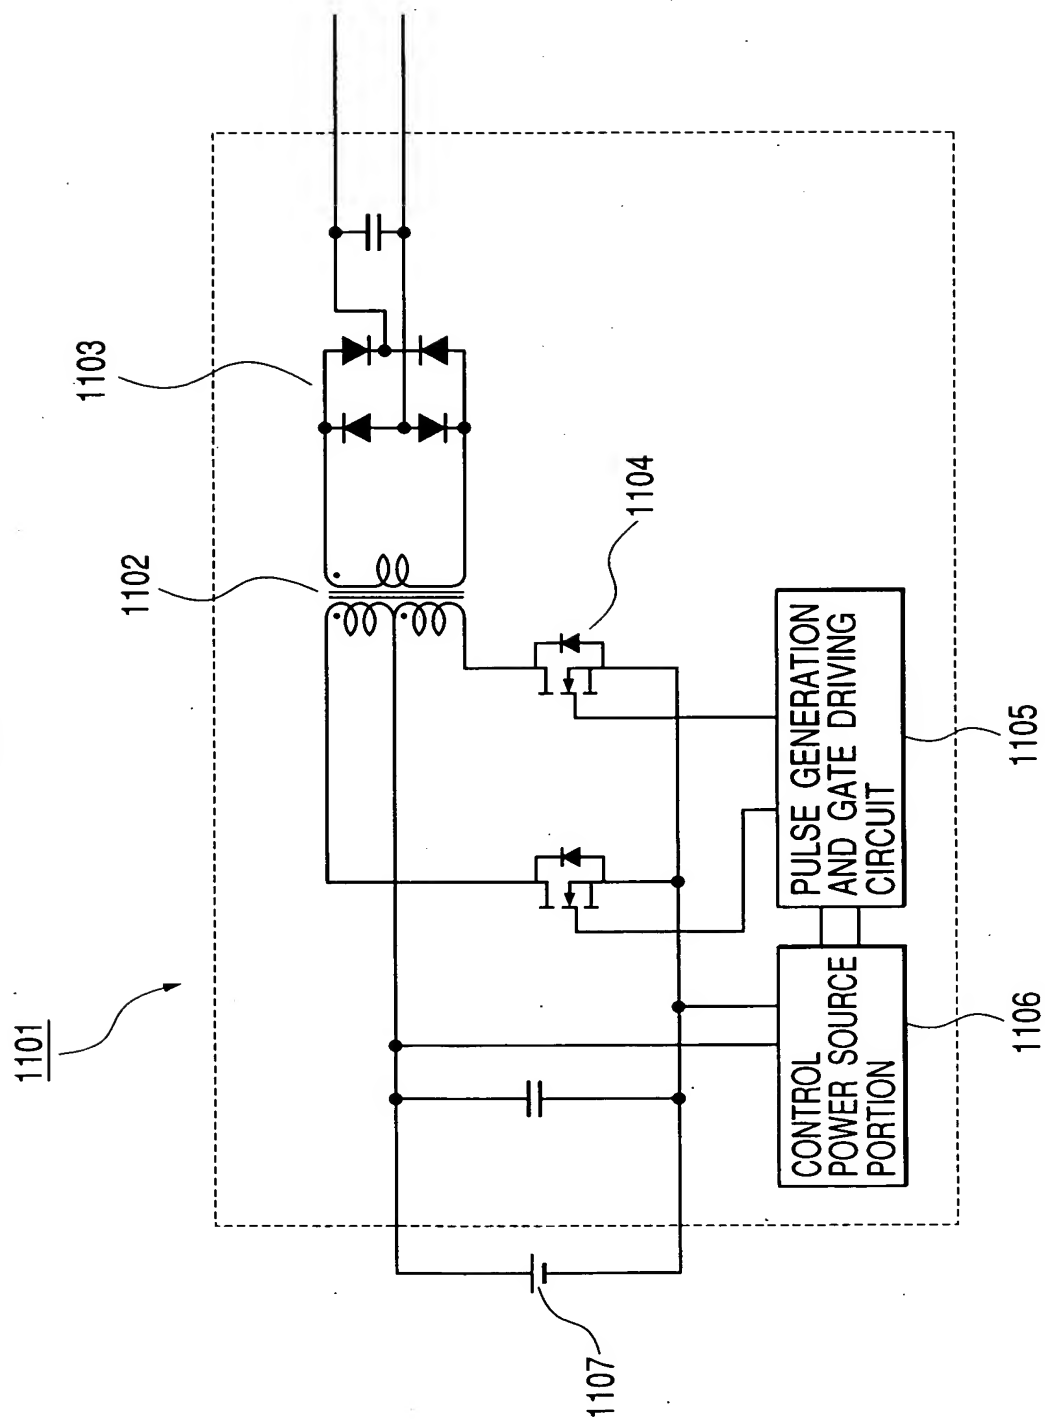 1101
1102
1103
1104
PULSE GENERATION
AND GATE DRIVING
CIRCUIT
1105
CONTROL
POWER SOURCE
PORTION
1106
1107